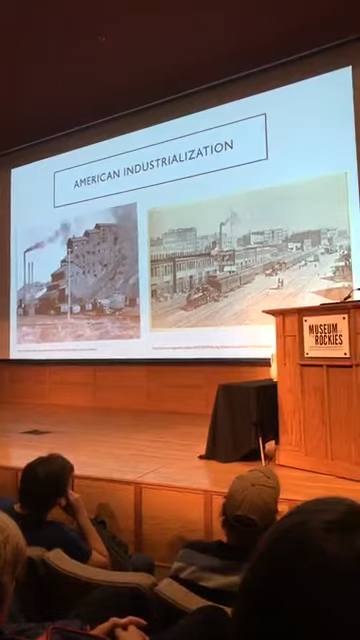 AMERICAN INDUSTRIALIZATION
MUSEUM
OF THE
ROCKIES